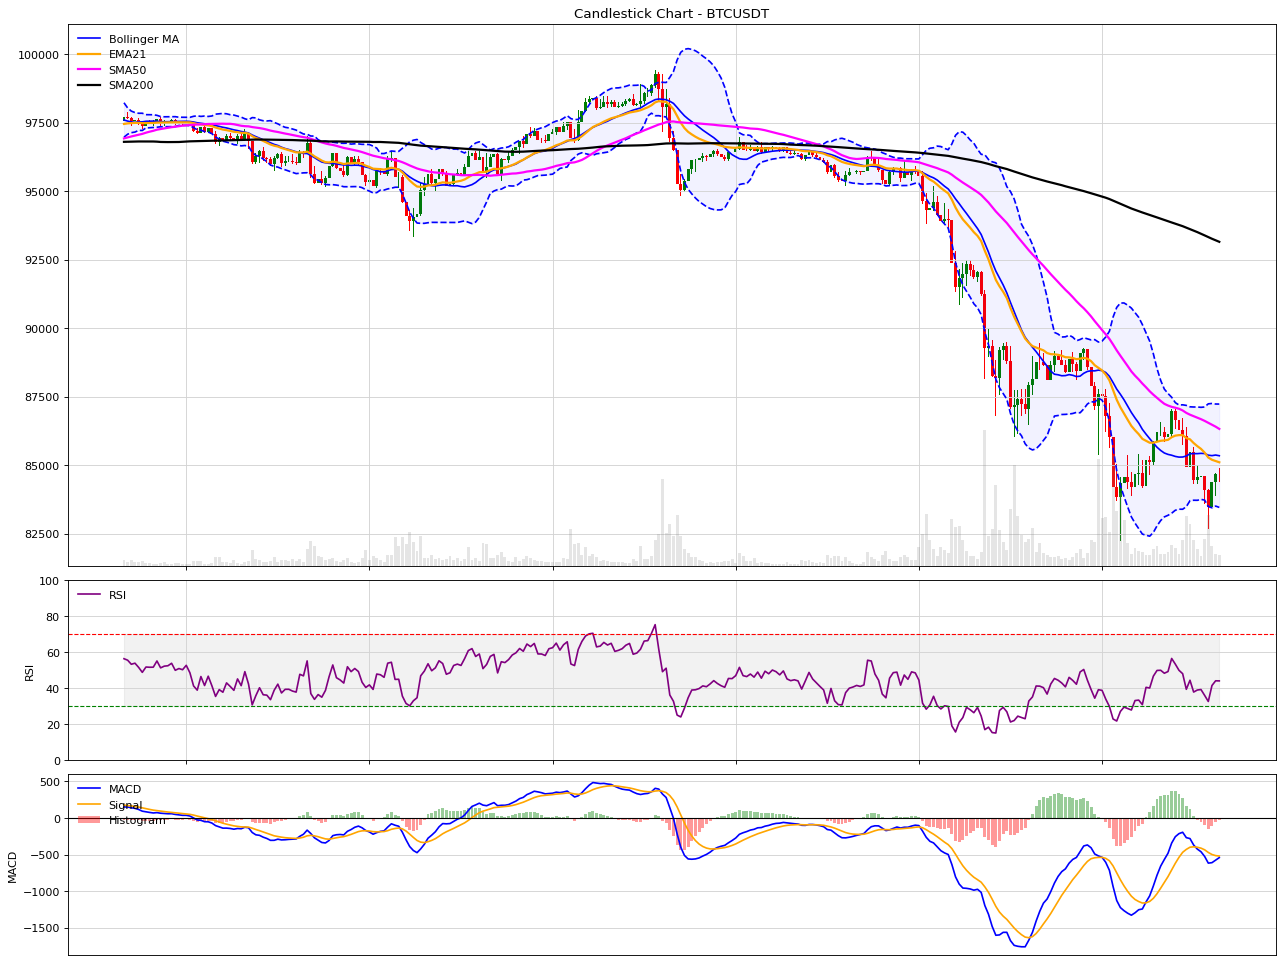 Candlestick Chart - BTCUSDT
Bollinger MA
EMA21
SMA50
SMA200
100000
97500
95000
92500
90000
87500
85000
82500
RSI
RSI
100
80
60
40
20
0
MACD
Signal
Histogram
MACD
500
0
−500
−1000
−1500